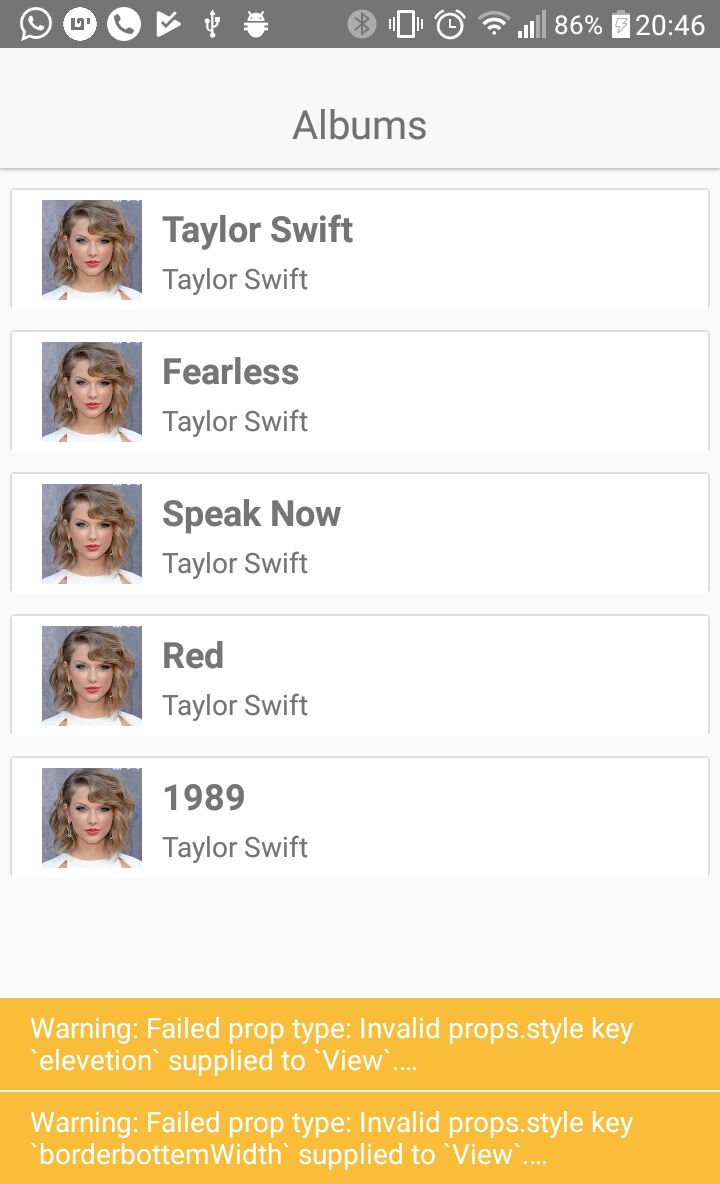 86% 20:46
Albums
Taylor Swift
Taylor Swift
Fearless
Taylor Swift
Speak Now
Taylor Swift
Red
Taylor Swift
1989
Taylor Swift
Warning: Failed prop type: Invalid props.style key
`elevetion` supplied to `View`....
Warning: Failed prop type: Invalid props.style key
`borderbottemWidth` supplied to `View`....